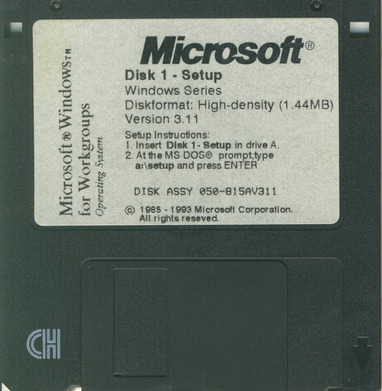 Microsoft®
Disk 1 - Setup
Windows Series
Diskformat: High-density (1.44MB)
Version 3.11
Setup Instructions:
1. Insert Disk 1- Setup in drive A.
2. At the MS DOS® prompt,type
a:\setup and press ENTER
DISK ASSY 050-815AV311
© 1985 - 1993 Microsoft Corporation.
All rights reseved.
Microsoft ® Windows™
for Workgroups
Operating System
CH